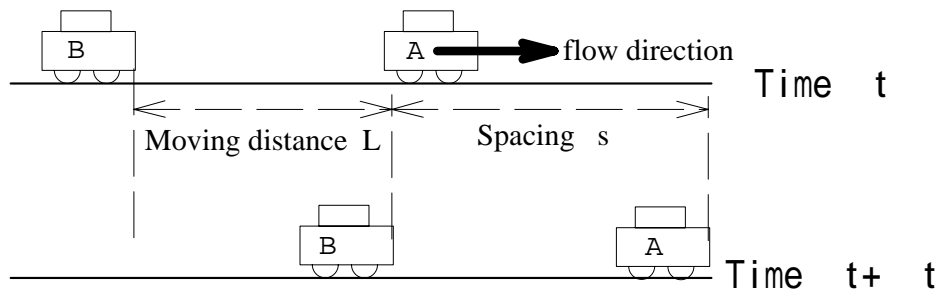 B
A
flow direction
Time t
Moving distance L
Spacing s
B
A
Time t+ t